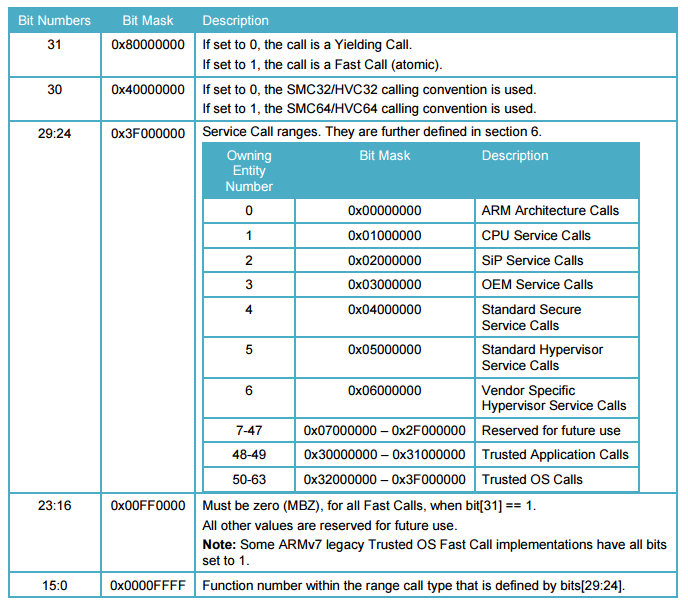 Bit Numbers Bit Mask Description
31 0x80000000 If set to 0, the call is a Yielding Call.
If set to 1, the call is a Fast Call (atomic).
30 0x40000000 If set to 0, the SMC32/HVC32 calling convention is used.
If set to 1, the SMC64/HVC64 calling convention is used.
29:24 0x3F000000 Service Call ranges. They are further defined in section 6.
Owning
Entity
Number
Bit Mask Description
0 0x00000000 ARM Architecture Calls
1 0x01000000 CPU Service Calls
2 0x02000000 SiP Service Calls
3 0x03000000 OEM Service Calls
4 0x04000000 Standard Secure
Service Calls
5 0x05000000 Standard Hypervisor
Service Calls
6 0x06000000 Vendor Specific
Hypervisor Service Calls
7-47 0x07000000 – 0x2F000000 Reserved for future use
48-49 0x30000000 – 0x31000000 Trusted Application Calls
50-63 0x32000000 – 0x3F000000 Trusted OS Calls
23:16 0x00FF0000 Must be zero (MBZ), for all Fast Calls, when bit[31] == 1.
All other values are reserved for future use.
Note: Some ARMv7 legacy Trusted OS Fast Call implementations have all bits
set to 1.
15:0 0x0000FFFF Function number within the range call type that is defined by bits[29:24].